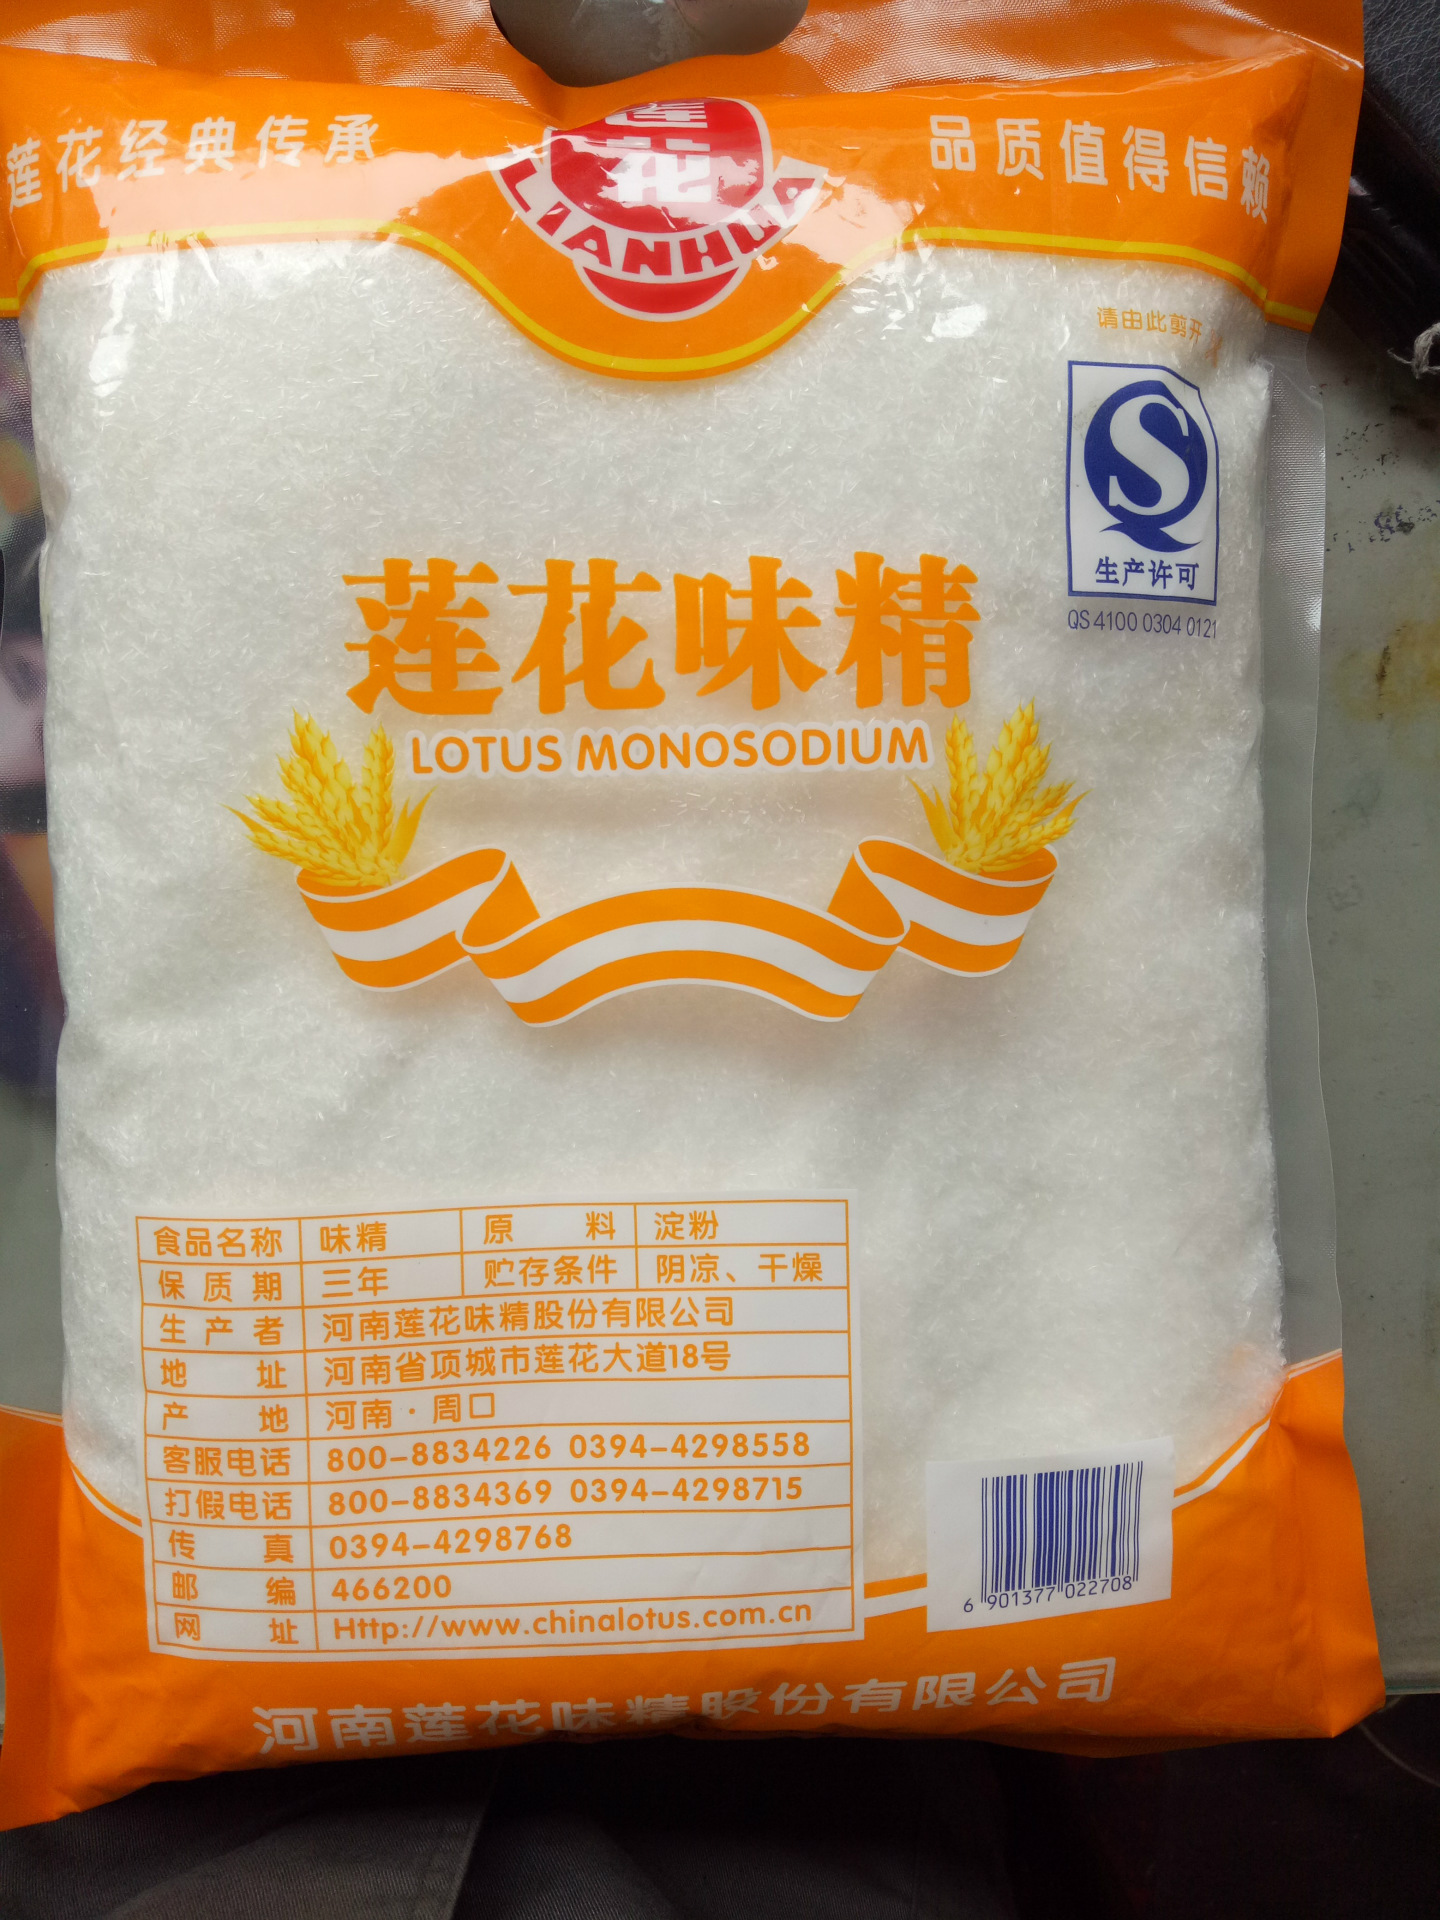 莲花经典传承
莲花
LIANHUA
品质值得信赖
请由此剪开
QS
生产许可
QS 4100 0304 0121
莲花味精
LOTUS MONOSODIUM
食品名称 味精 原料 淀粉
保质期 三年 贮存条件 阴凉、干燥
生产者 河南莲花味精股份有限公司
地址 河南省项城市莲花大道18号
产地 河南·周口
客服电话 800-8834226 0394-4298558
打假电话 800-8834369 0394-4298715
传真 0394-4298768
邮编 466200
网址 Http://www.chinalotus.com.cn
6 901377 022708
河南莲花味精股份有限公司